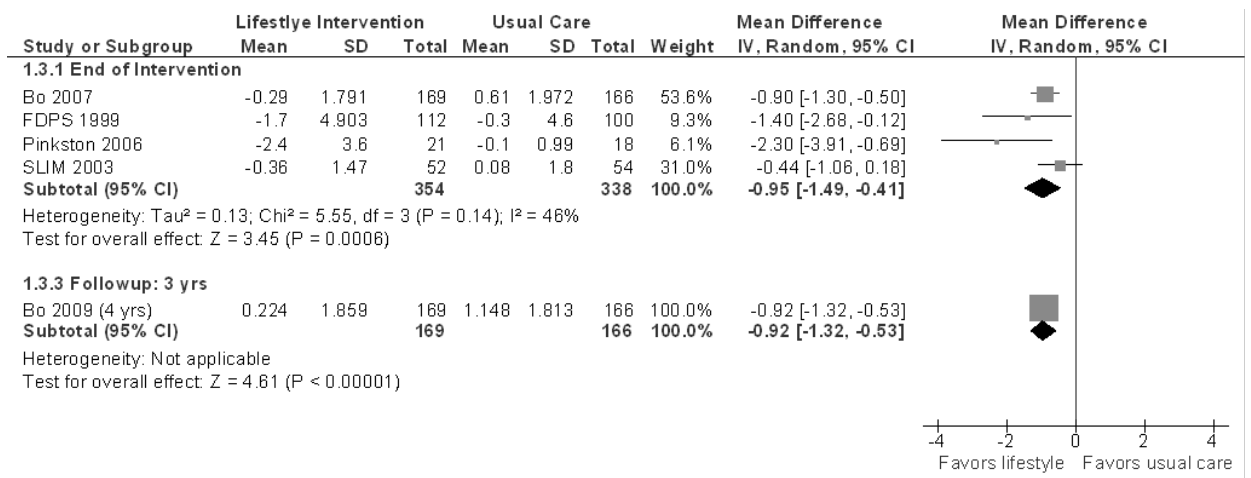 Lifestlye Intervention Usual Care Mean Difference Mean Difference
Study or Subgroup Mean SD Total Mean SD Total Weight IV, Random, 95% CI IV, Random, 95% CI
1.3.1 End of Intervention
Bo 2007 -0.29 1.791 169 0.61 1.972 166 53.6% -0.90 [-1.30, -0.50]
FDPS 1999 -1.7 4.903 112 -0.3 4.6 100 9.3% -1.40 [-2.68, -0.12]
Pinkston 2006 -2.4 3.6 21 -0.1 0.99 18 6.1% -2.30 [-3.91, -0.69]
SLIM 2003 -0.36 1.47 52 0.08 1.8 54 31.0% -0.44 [-1.06, 0.18]
Subtotal (95% CI) 354 338 100.0% -0.95 [-1.49, -0.41]
Heterogeneity: Tau² = 0.13; Chi² = 5.55, df = 3 (P = 0.14); I² = 46%
Test for overall effect: Z = 3.45 (P = 0.0006)
1.3.3 Followup: 3 yrs
Bo 2009 (4 yrs) 0.224 1.859 169 1.148 1.813 166 100.0% -0.92 [-1.32, -0.53]
Subtotal (95% CI) 169 166 100.0% -0.92 [-1.32, -0.53]
Heterogeneity: Not applicable
Test for overall effect: Z = 4.61 (P < 0.00001)
-4 -2 0 2 4
Favors lifestyle Favors usual care